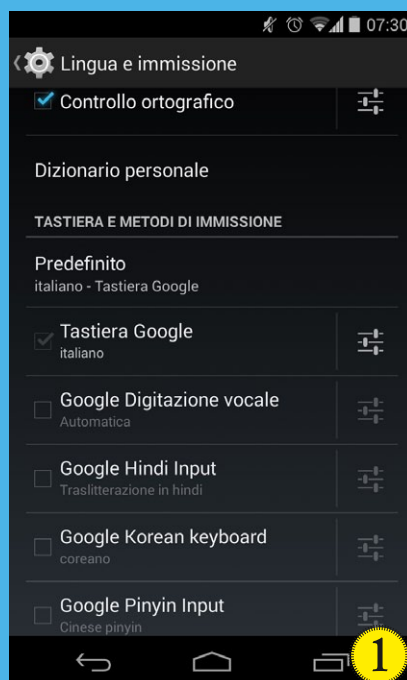 07:30
Lingua e immissione
Controllo ortografico
Dizionario personale
TASTIERA E METODI DI IMMISSIONE
Predefinito
italiano - Tastiera Google
Tastiera Google
italiano
Google Digitazione vocale
Automatica
Google Hindi Input
Traslitterazione in hindi
Google Korean keyboard
coreano
Google Pinyin Input
Cinese pinyin
1